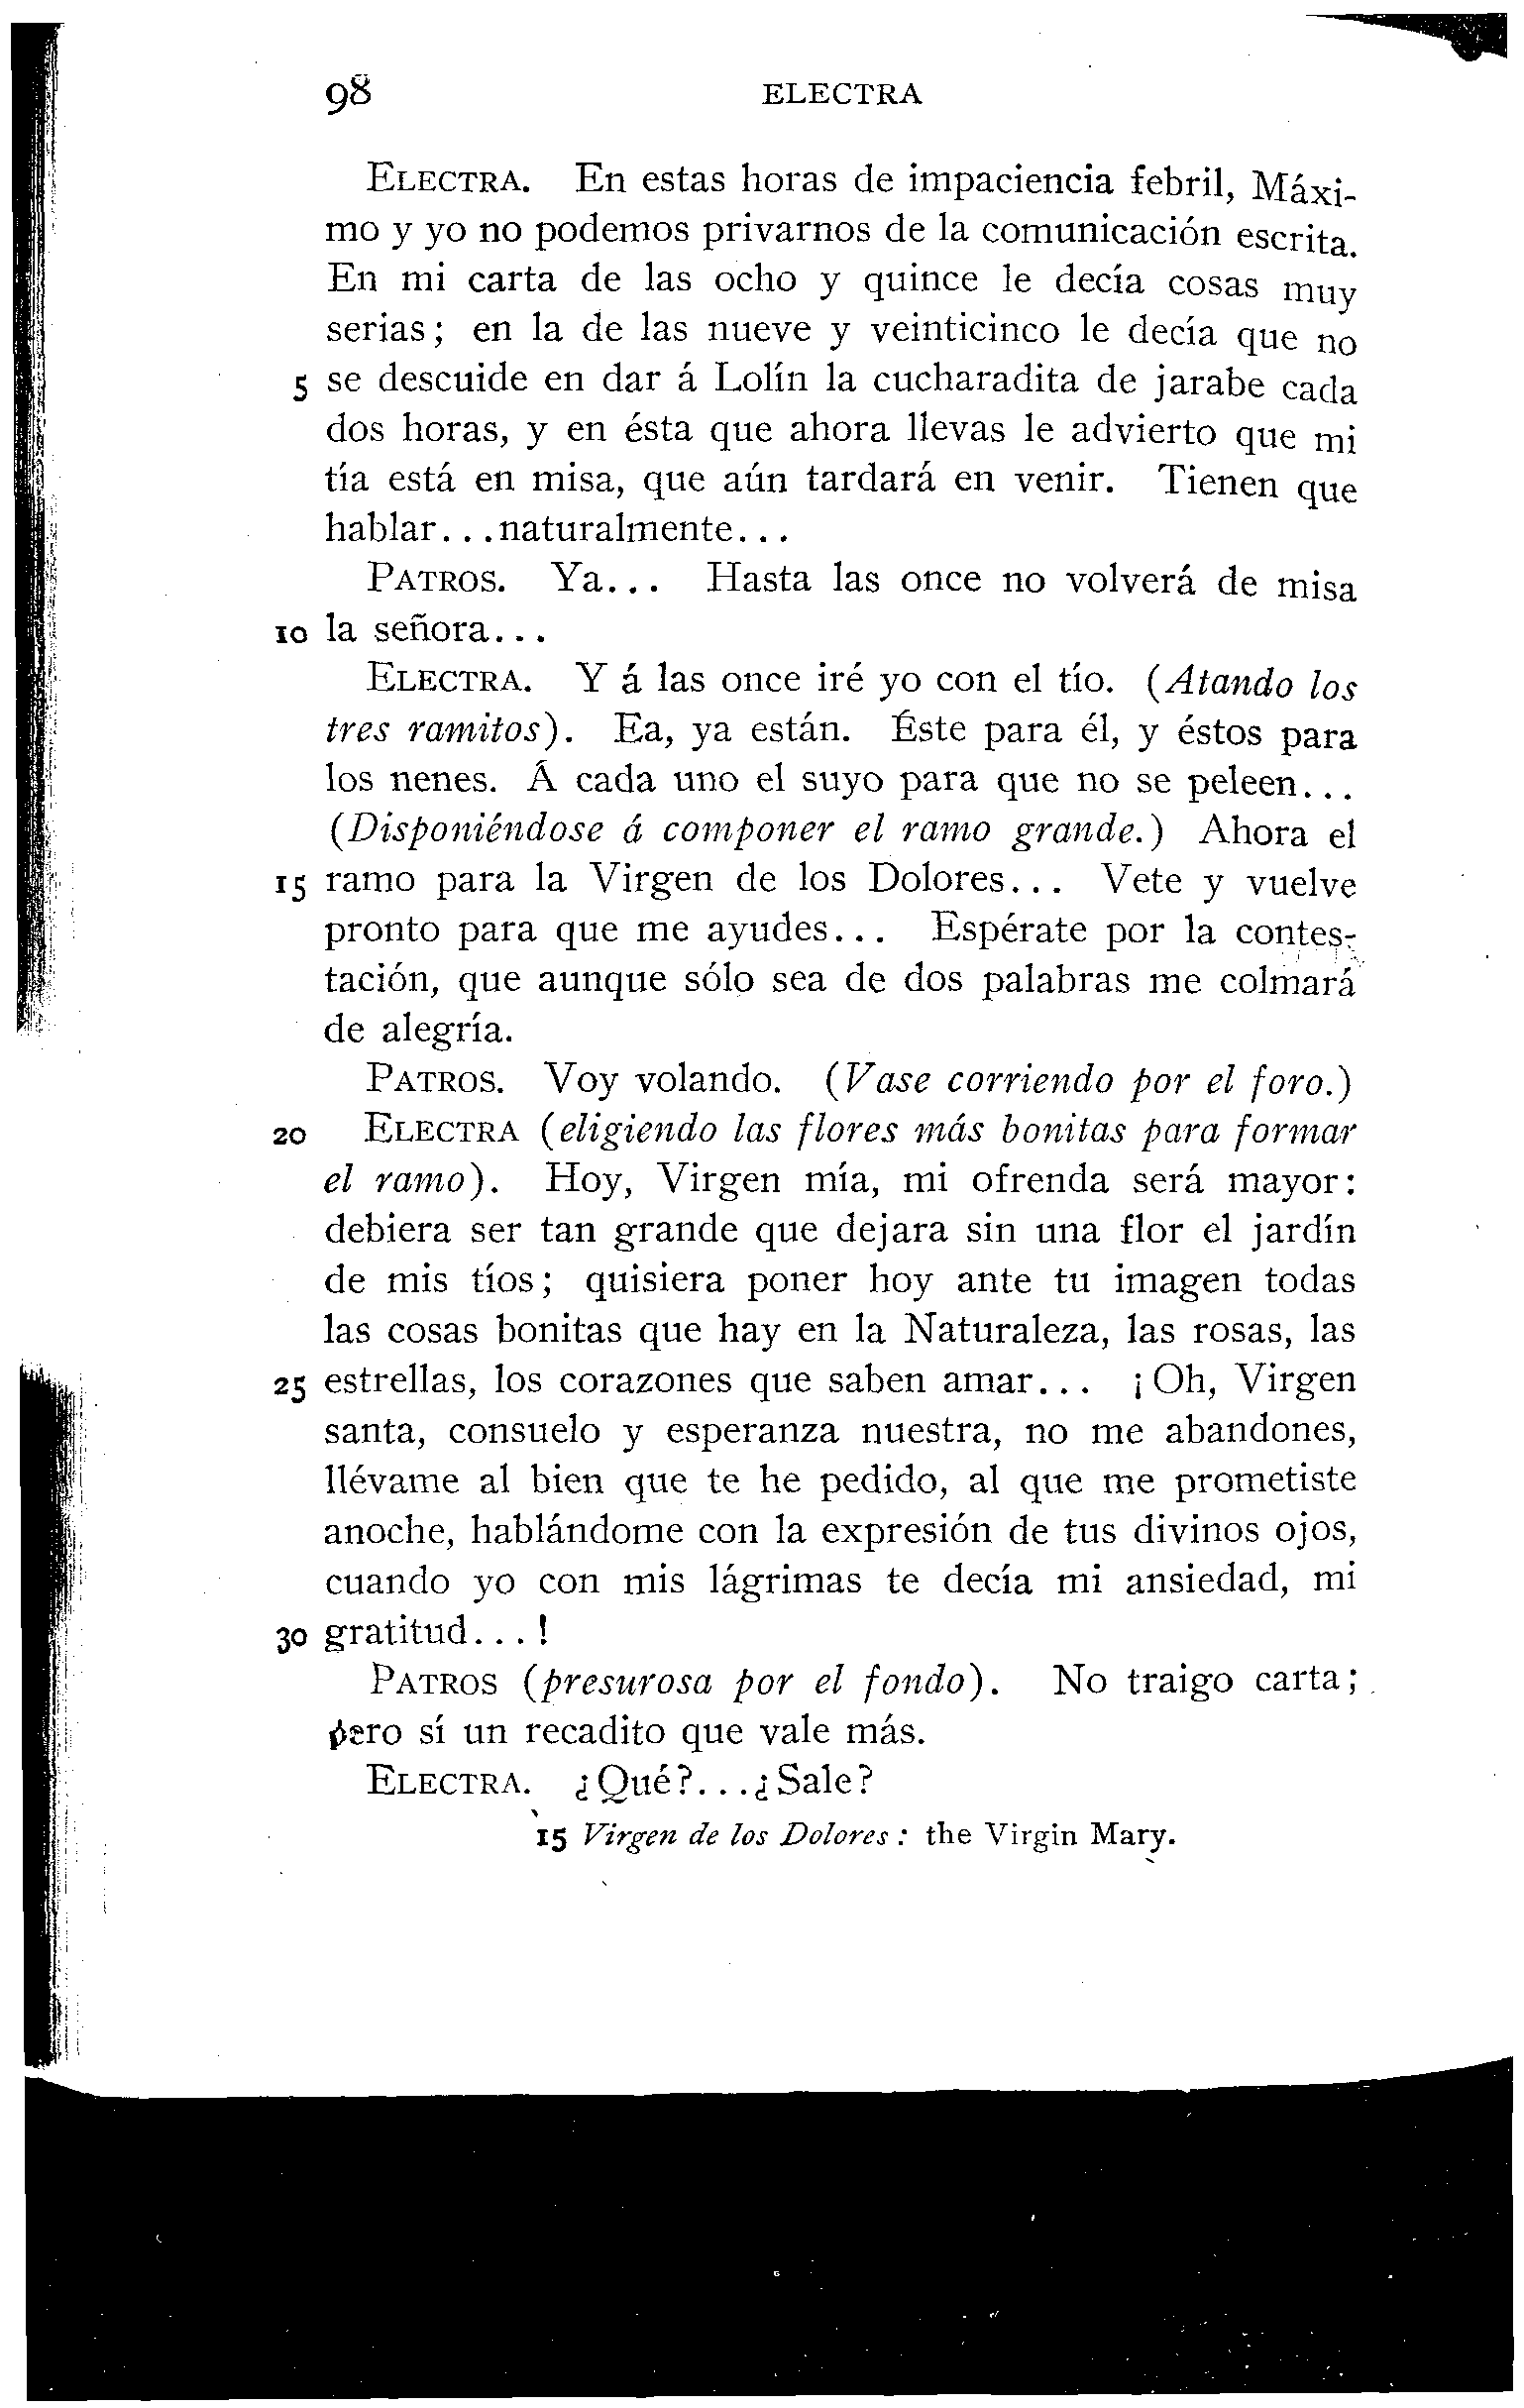 98 ELECTRA
ELECTRA. En estas horas de impaciencia febril, Máxi-
mo y yo no podemos privarnos de la comunicación escrita.
En mi carta de las ocho y quince le decía cosas muy
serias; en la de las nueve y veinticinco le decía que no
5 se descuide en dar á Lolín la cucharadita de jarabe cada
dos horas, y en ésta que ahora llevas le advierto que mi
tía está en misa, que aún tardará en venir. Tienen que
hablar...naturalmente...
PATROS. Ya... Hasta las once no volverá de misa
10 la señora...
ELECTRA. Y á las once iré yo con el tío. (Atando los
tres ramitos). Ea, ya están. Éste para él, y éstos para
los nenes. Á cada uno el suyo para que no se peleen...
(Disponiéndose á componer el ramo grande.) Ahora el
15 ramo para la Virgen de los Dolores... Vete y vuelve
pronto para que me ayudes... Espérate por la contes-
tación, que aunque sólo sea de dos palabras me colmará
de alegría.
PATROS. Voy volando. (Vase corriendo por el foro.)
20 ELECTRA (eligiendo las flores más bonitas para formar
el ramo). Hoy, Virgen mía, mi ofrenda será mayor:
debiera ser tan grande que dejara sin una flor el jardín
de mis tíos; quisiera poner hoy ante tu imagen todas
las cosas bonitas que hay en la Naturaleza, las rosas, las
25 estrellas, los corazones que saben amar... ¡Oh, Virgen
santa, consuelo y esperanza nuestra, no me abandones,
llévame al bien que te he pedido, al que me prometiste
anoche, hablándome con la expresión de tus divinos ojos,
cuando yo con mis lágrimas te decía mi ansiedad, mi
30 gratitud...!
PATROS (presurosa por el fondo). No traigo carta;
pero sí un recadito que vale más.
ELECTRA. ¿Qué?...¿Sale?
15 Virgen de los Dolores: the Virgin Mary.